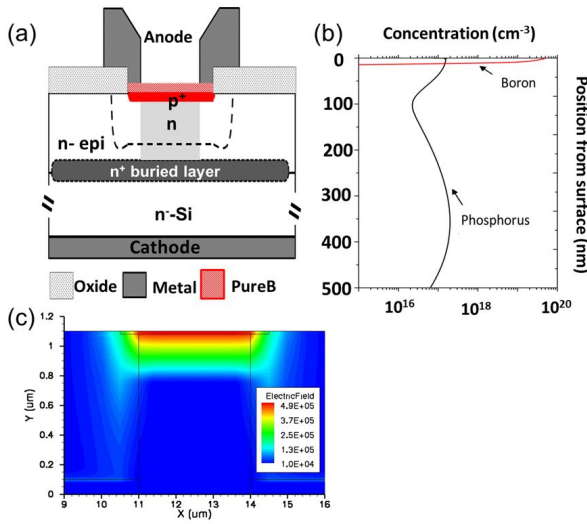 (a)
Anode
p+
n
n- epi
n+ buried layer
n--Si
Cathode
Oxide
Metal
PureB
(b)
Concentration (cm-3)
10^16
10^18
10^20
0
100
200
300
400
500
Boron
Phosphorus
Position from surface (nm)
(c)
1.2
1
0.8
0.6
0.4
0.2
0
Y (um)
9
10
11
12
13
14
15
16
X (um)
ElectricField
4.9E+05
3.7E+05
2.5E+05
1.3E+05
1.0E+04